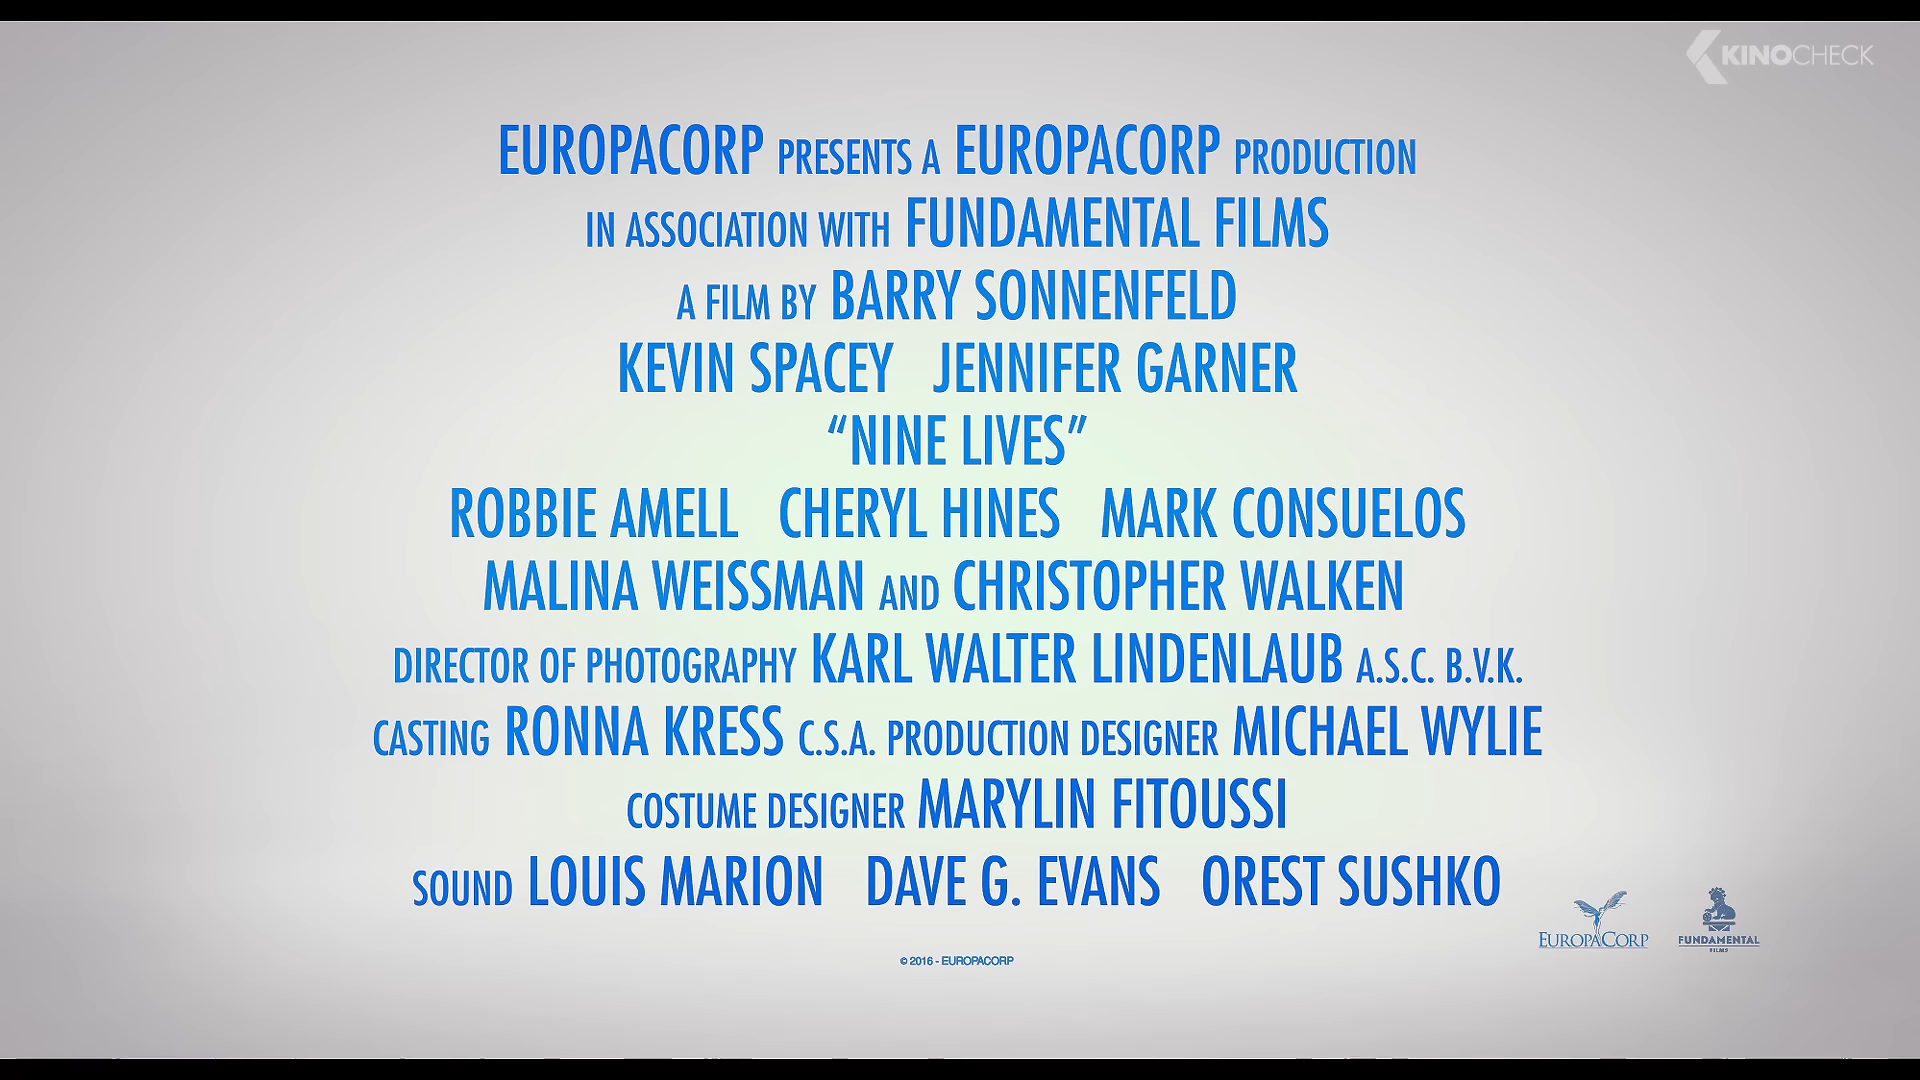 KINOCHECK
EUROPACORP PRESENTS A EUROPACORP PRODUCTION
IN ASSOCIATION WITH FUNDAMENTAL FILMS
A FILM BY BARRY SONNENFELD
KEVIN SPACEY JENNIFER GARNER
“NINE LIVES”
ROBBIE AMELL CHERYL HINES MARK CONSUELOS
MALINA WEISSMAN AND CHRISTOPHER WALKEN
DIRECTOR OF PHOTOGRAPHY KARL WALTER LINDENLAUB A.S.C. B.V.K.
CASTING RONNA KRESS C.S.A. PRODUCTION DESIGNER MICHAEL WYLIE
COSTUME DESIGNER MARYLIN FITOUSSI
SOUND LOUIS MARION DAVE G. EVANS OREST SUSHKO
EUROPACORP
FUNDAMENTAL
FILMS
© 2016 - EUROPACORP